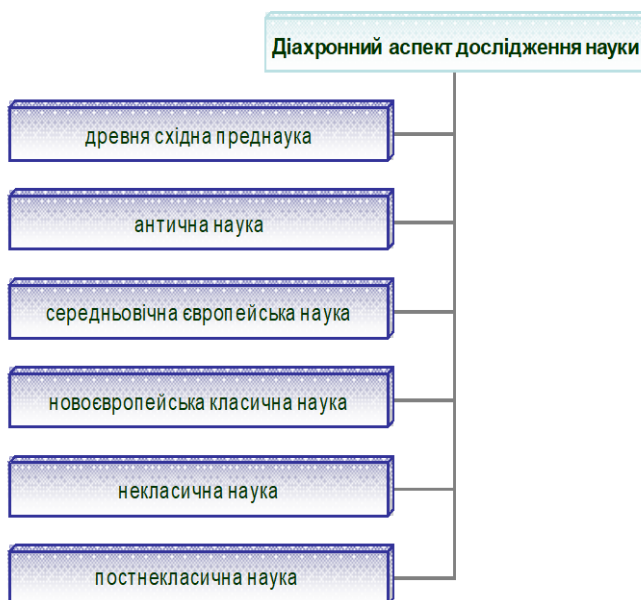 Діахронний аспект дослідження науки
древня східна преднаука
антична наука
середньовічна європейська наука
новоєвропейська класична наука
некласична наука
постнекласична наука